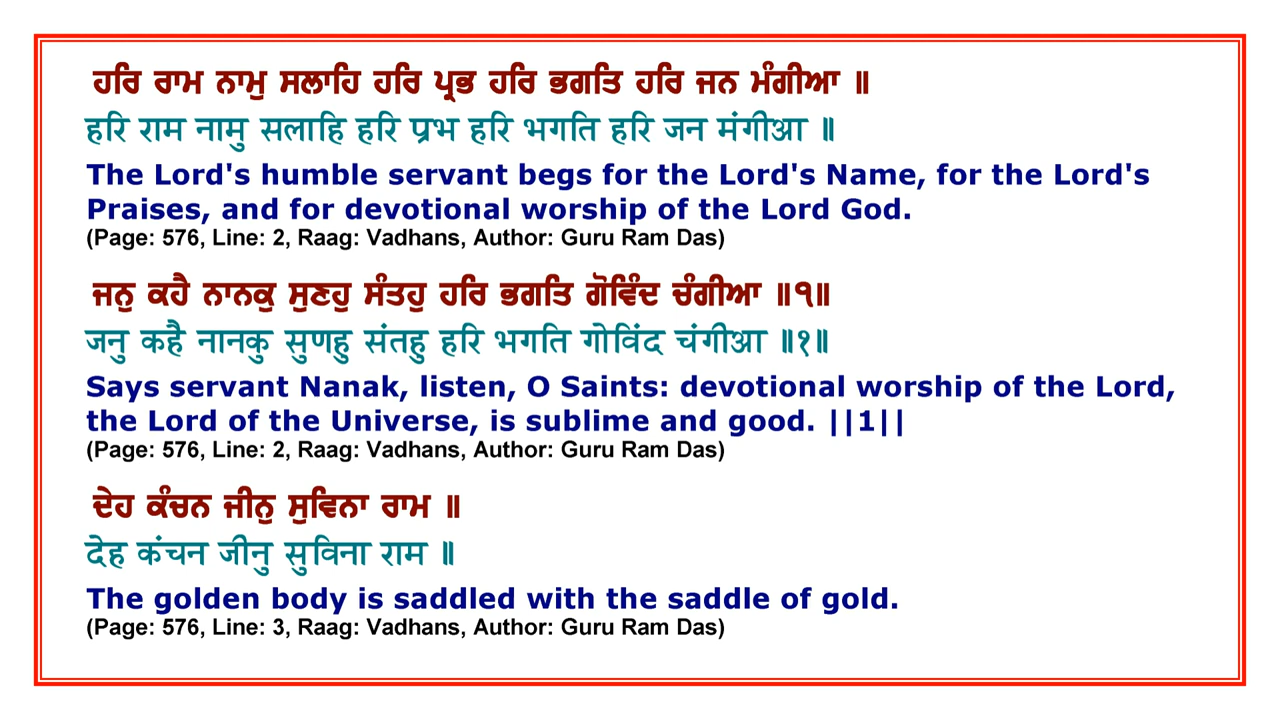 ਹਰਿ ਰਾਮ ਨਾਮੁ ਸਲਾਹਿ ਹਰਿ ਪ੍ਰਭ ਹਰਿ ਭਗਤਿ ਹਰਿ ਜਨ ਮੰਗੀਆ ॥
हरि राम नामु सलाहि हरि प्रभ हरि भगति हरि जन मंगीआ ॥
The Lord's humble servant begs for the Lord's Name, for the Lord's
Praises, and for devotional worship of the Lord God.
(Page: 576, Line: 2, Raag: Vadhans, Author: Guru Ram Das)
ਜਨੁ ਕਹੈ ਨਾਨਕੁ ਸੁਣਹੁ ਸੰਤਹੁ ਹਰਿ ਭਗਤਿ ਗੋਵਿੰਦ ਚੰਗੀਆ ॥੧॥
जनु कहै नानकु सुणहु संतहु हरि भगति गोविंद चंगीआ ॥१॥
Says servant Nanak, listen, O Saints: devotional worship of the Lord,
the Lord of the Universe, is sublime and good. ||1||
(Page: 576, Line: 2, Raag: Vadhans, Author: Guru Ram Das)
ਦੇਹ ਕੰਚਨ ਜੀਨੁ ਸੁਵਿਨਾ ਰਾਮ ॥
देह कंचन जीनु सुविना राम ॥
The golden body is saddled with the saddle of gold.
(Page: 576, Line: 3, Raag: Vadhans, Author: Guru Ram Das)